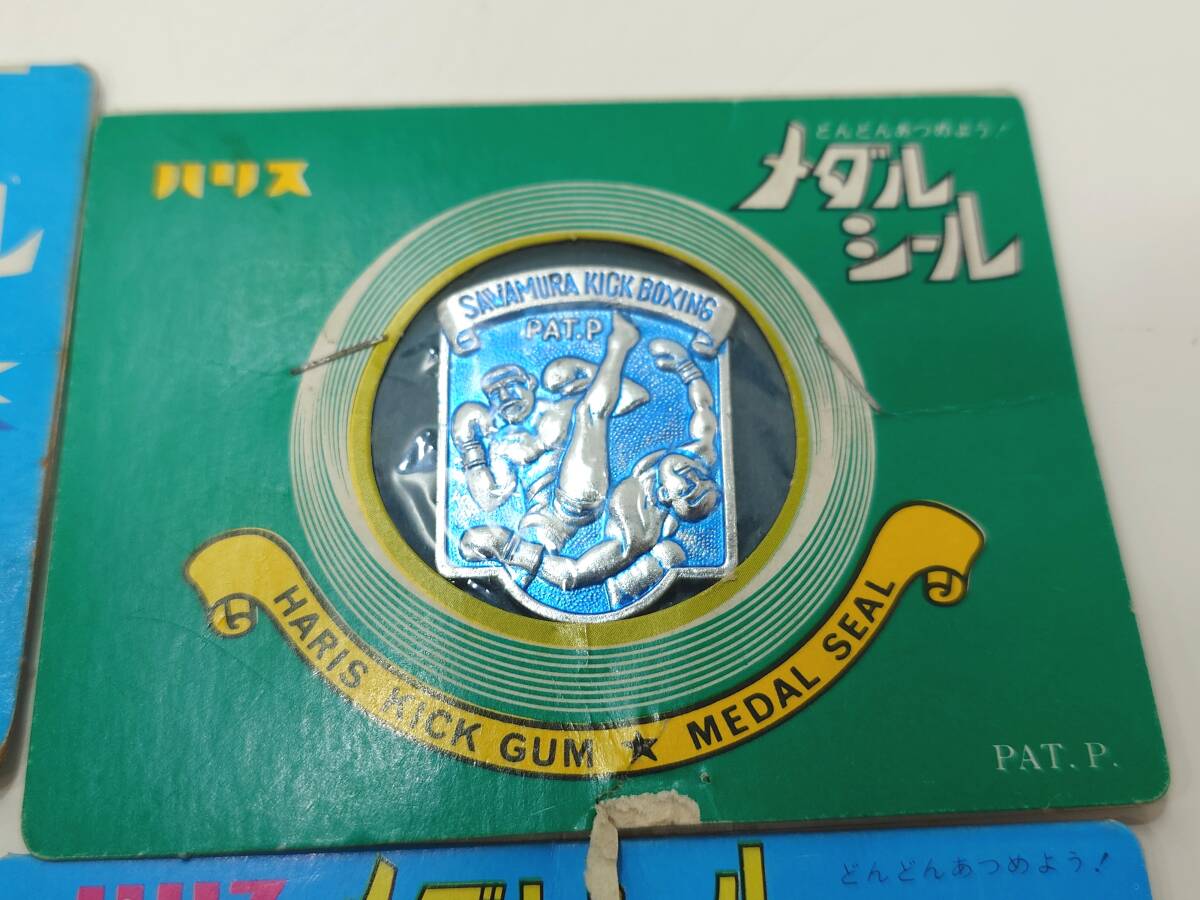 ハリス
どんどんあつめよう!
メダル
シール
SAWAMURA KICK BOXING
PAT.P
HARIS KICK GUM ★ MEDAL SEAL
PAT. P.
どんどんあつめよう!